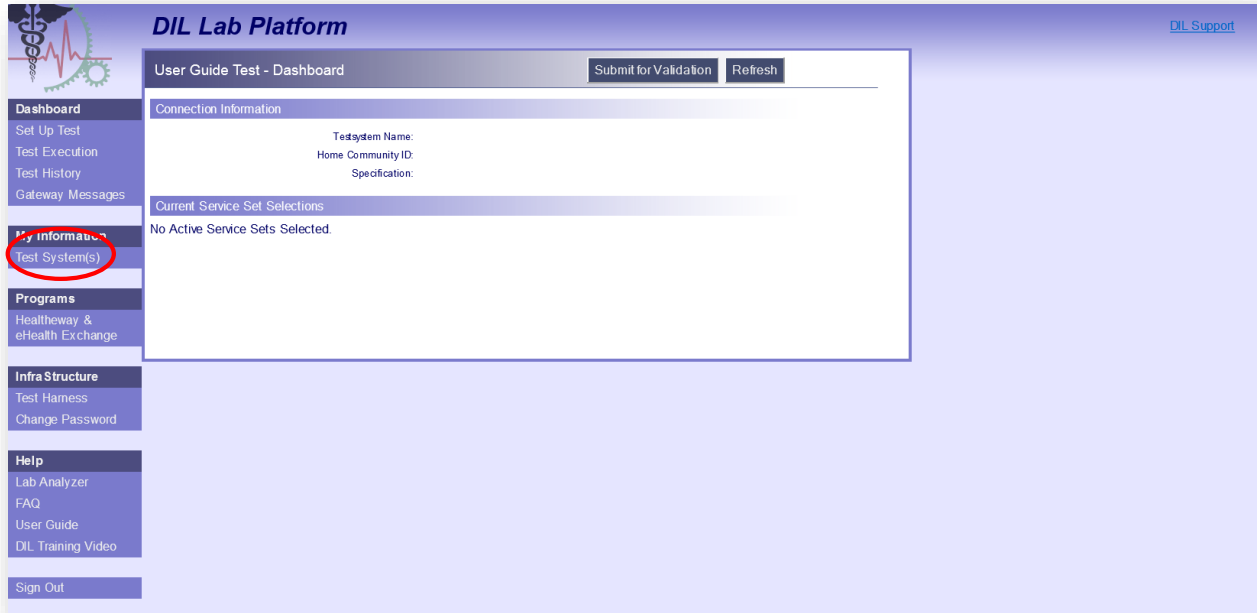 DIL Lab Platform
DIL Support
User Guide Test - Dashboard
Submit for Validation
Refresh
Dashboard
Set Up Test
Test Execution
Test History
Gateway Messages
My Information
Test System(s)
Programs
Healtheway &
eHealth Exchange
InfraStructure
Test Harness
Change Password
Help
Lab Analyzer
FAQ
User Guide
DIL Training Video
Sign Out
Connection Information
Testsystem Name:
Home Community ID:
Specification:
Current Service Set Selections
No Active Service Sets Selected.